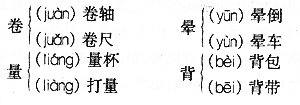 卷
(juàn) 卷轴
(juǎn) 卷尺
量
(liáng) 量杯
(liàng) 打量
晕
(yūn) 晕倒
(yùn) 晕车
背
(bèi) 背包
(bēi) 背带